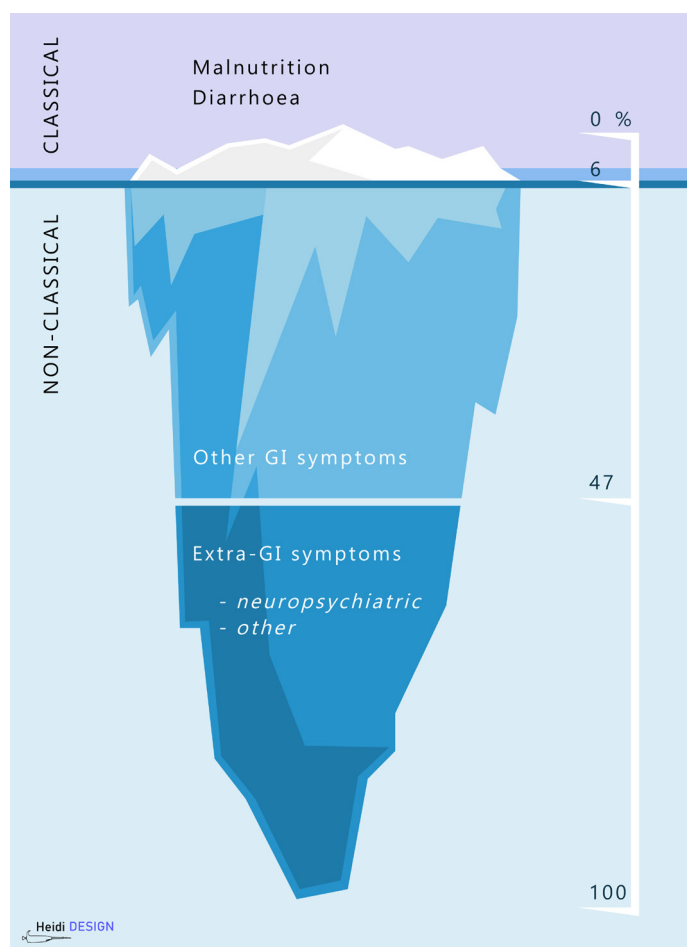 CLASSICAL
Malnutrition
Diarrhoea
0 %
6
NON-CLASSICAL
Other GI symptoms
47
Extra-GI symptoms
- neuropsychiatric
- other
100
Heidi DESIGN